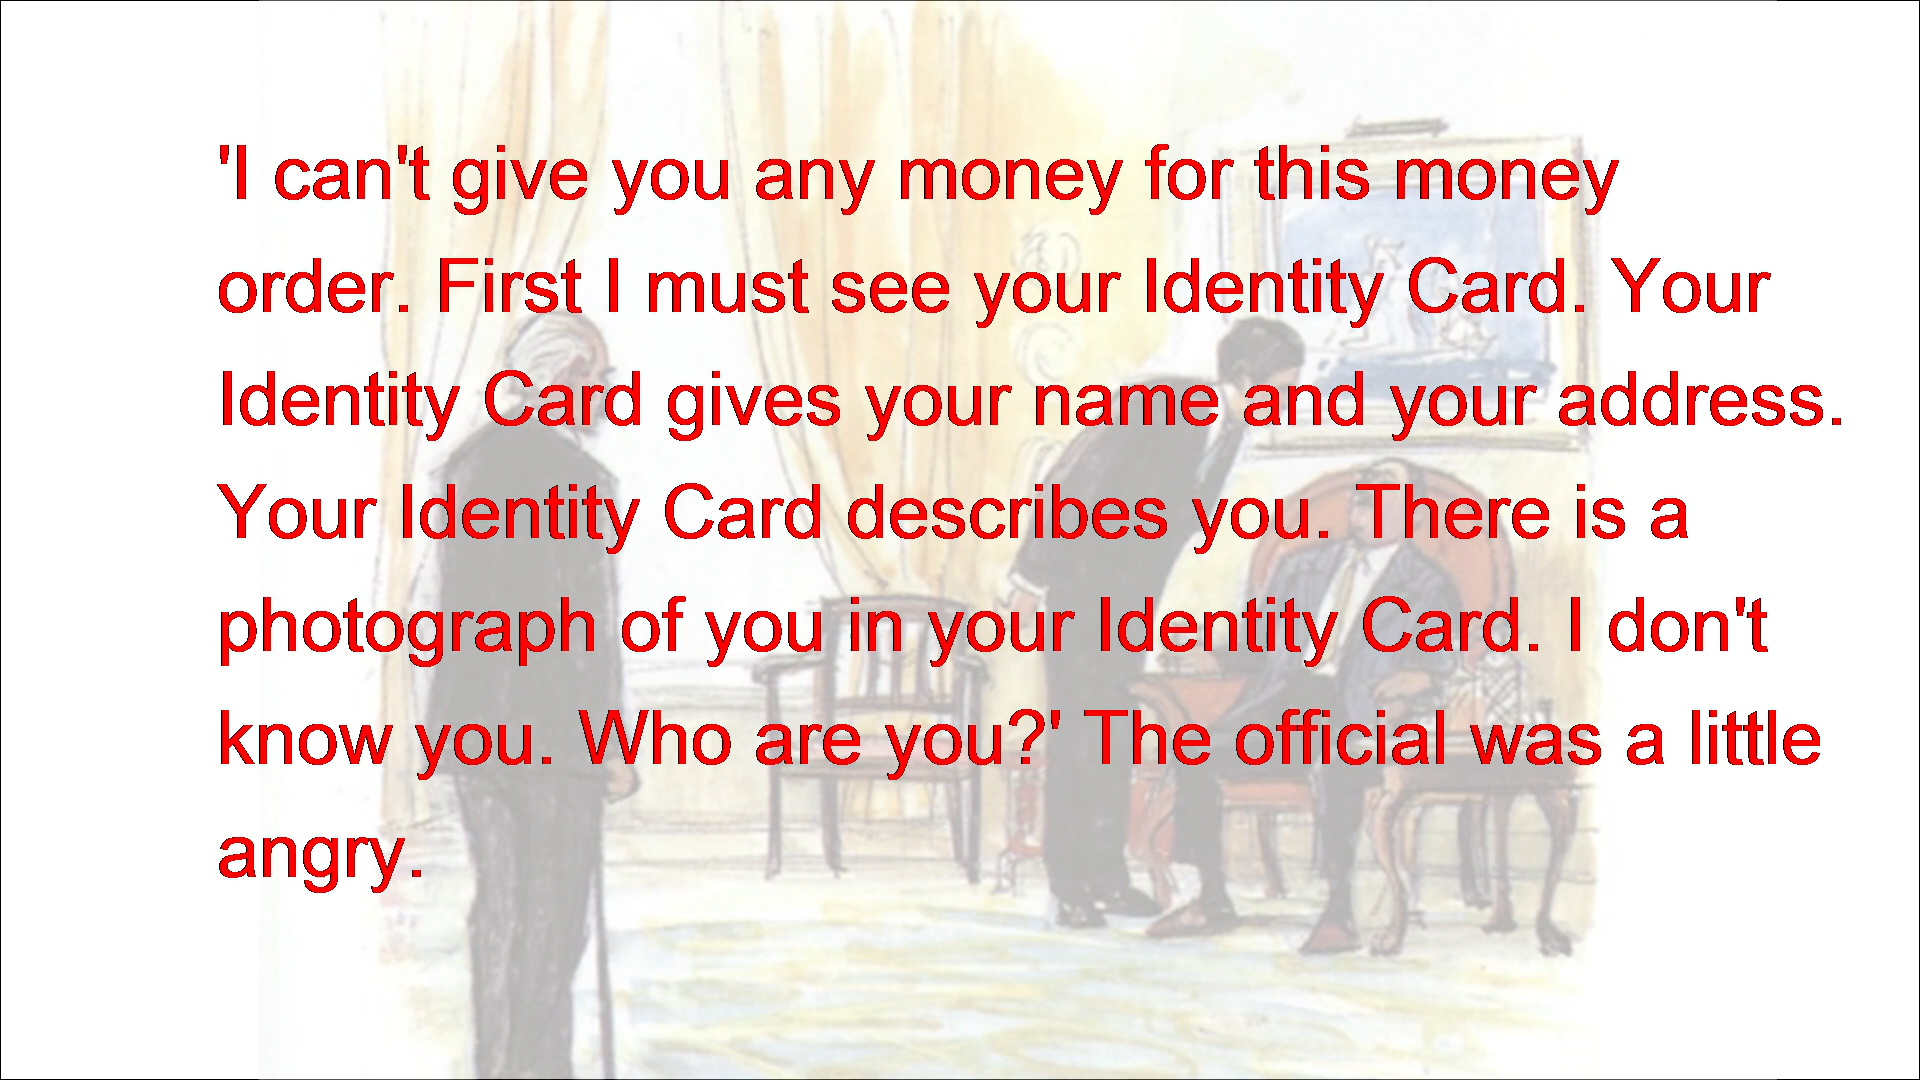 'I can't give you any money for this money
order. First I must see your Identity Card. Your
Identity Card gives your name and your address.
Your Identity Card describes you. There is a
photograph of you in your Identity Card. I don't
know you. Who are you?' The official was a little
angry.